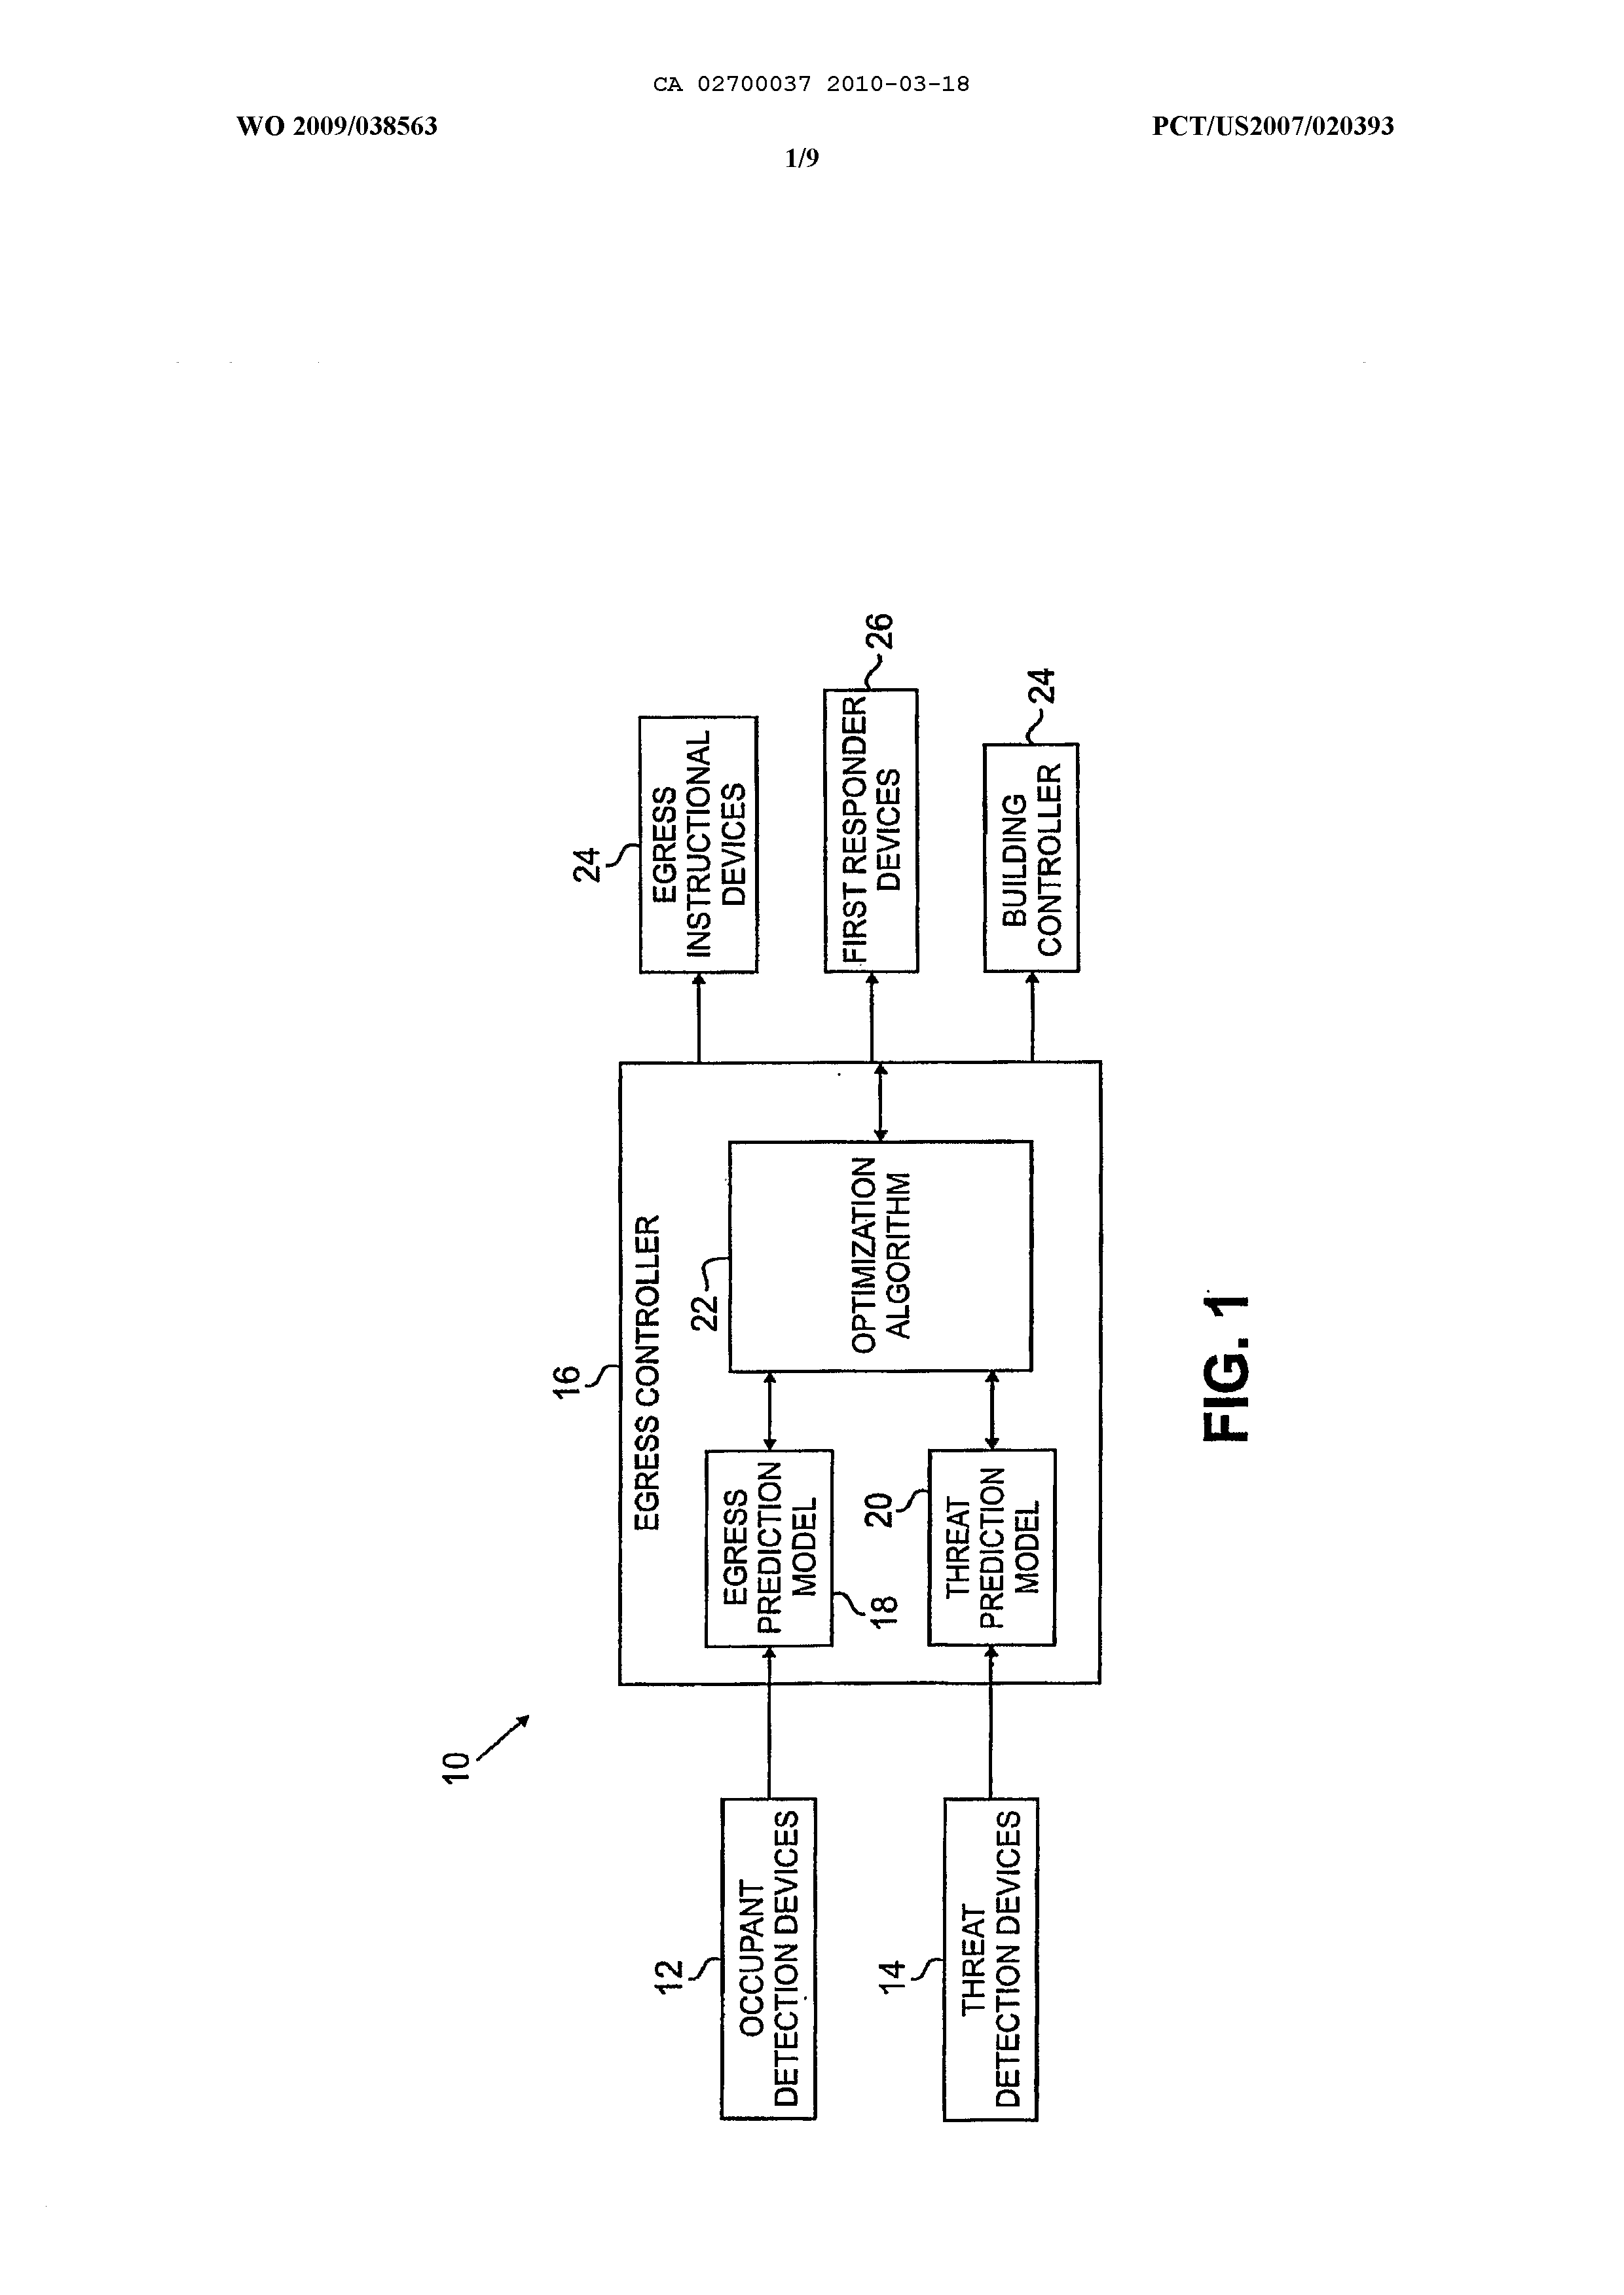 CA 02700037 2010-03-18
WO 2009/038563
PCT/US2007/020393
1/9
10
12
OCCUPANT
DETECTION DEVICES
14
THREAT
DETECTION DEVICES
16
EGRESS CONTROLLER
EGRESS
PREDICTION
MODEL
18
20
THREAT
PREDICTION
MODEL
22
OPTIMIZATION
ALGORITHM
24
EGRESS
INSTRUCTIONAL
DEVICES
FIRST RESPONDER
DEVICES
26
BUILDING
CONTROLLER
24
FIG. 1